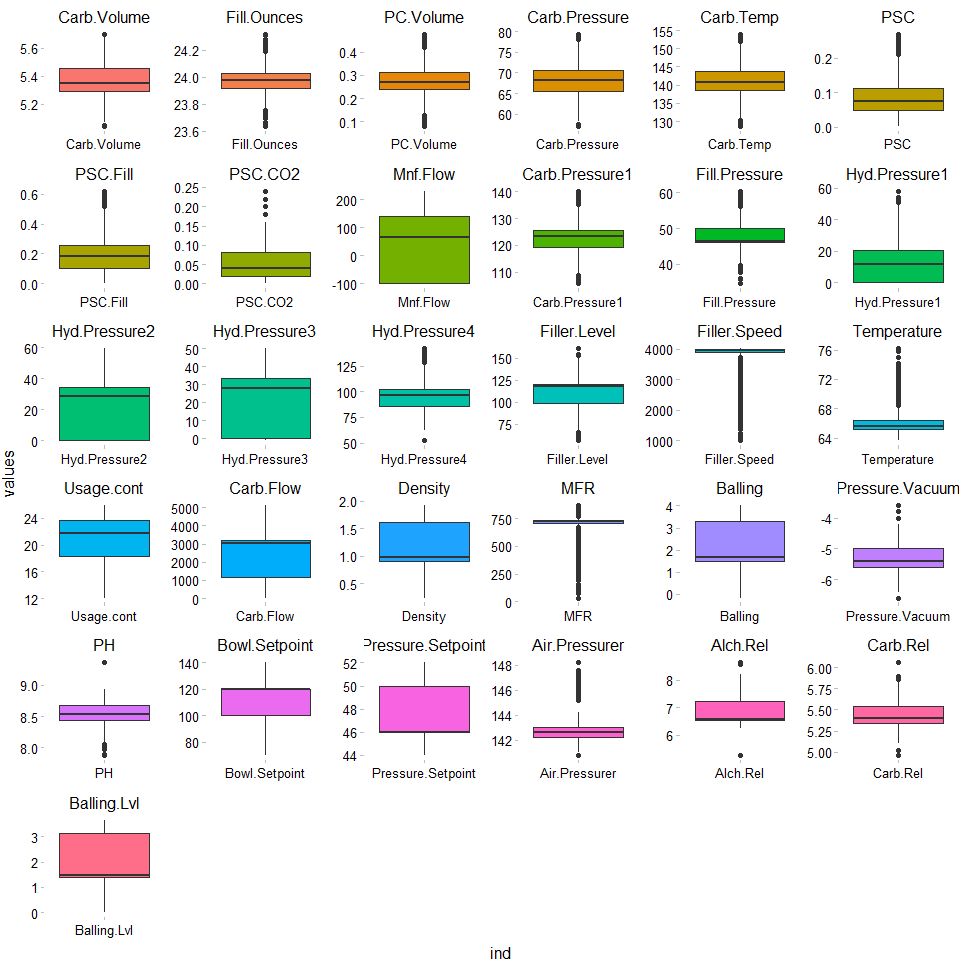 Carb.Volume Fill.Ounces PC.Volume Carb.Pressure Carb.Temp PSC
5.6 5.4 5.2 24.2 24.0 23.8 23.6 0.4 0.3 0.2 0.1 80 75 70 65 60 155 150 145 140 135 130 0.2 0.1 0.0
Carb.Volume Fill.Ounces PC.Volume Carb.Pressure Carb.Temp PSC
PSC.Fill PSC.CO2 Mnf.Flow Carb.Pressure1 Fill.Pressure Hyd.Pressure1
0.6 0.4 0.2 0.0 0.25 0.20 0.15 0.10 0.05 0.00 200 100 0 -100 140 130 120 110 60 50 40 60 40 20 0
PSC.Fill PSC.CO2 Mnf.Flow Carb.Pressure1 Fill.Pressure Hyd.Pressure1
Hyd.Pressure2 Hyd.Pressure3 Hyd.Pressure4 Filler.Level Filler.Speed Temperature
60 40 20 0 50 40 30 20 10 0 125 100 75 50 150 125 100 75 4000 3000 2000 1000 76 72 68 64
Hyd.Pressure2 Hyd.Pressure3 Hyd.Pressure4 Filler.Level Filler.Speed Temperature
values
Usage.cont Carb.Flow Density MFR Balling Pressure.Vacuum
24 20 16 12 5000 4000 3000 2000 1000 0 2.0 1.5 1.0 0.5 750 500 250 0 4 3 2 1 0 -4 -5 -6
Usage.cont Carb.Flow Density MFR Balling Pressure.Vacuum
PH Bowl.Setpoint Pressure.Setpoint Air.Pressurer Alch.Rel Carb.Rel
9.0 8.5 8.0 140 120 100 80 52 50 48 46 44 148 146 144 142 8 7 6 6.00 5.75 5.50 5.25 5.00
PH Bowl.Setpoint Pressure.Setpoint Air.Pressurer Alch.Rel Carb.Rel
Balling.Lvl
3 2 1 0
Balling.Lvl
ind